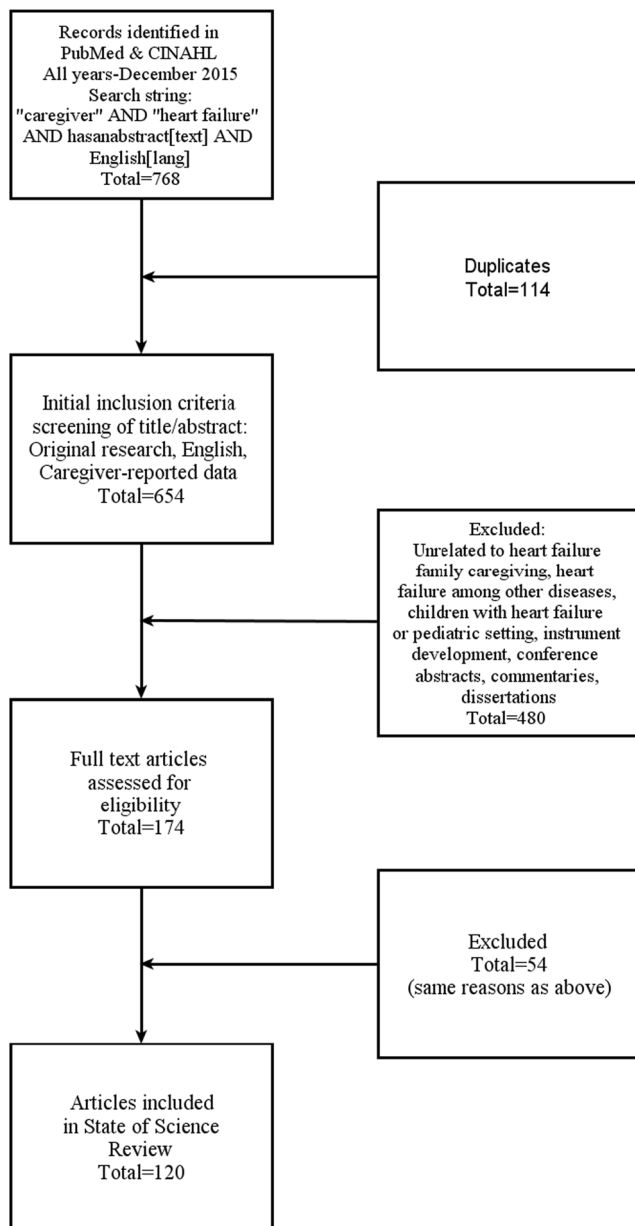 Records identified in
PubMed & CINAHL
All years-December 2015
Search string:
"caregiver" AND "heart failure"
AND hasanabstract[text] AND
English[lang]
Total=768
Duplicates
Total=114
Initial inclusion criteria
screening of title/abstract:
Original research, English,
Caregiver-reported data
Total=654
Excluded:
Unrelated to heart failure
family caregiving, heart
failure among other diseases,
children with heart failure
or pediatric setting, instrument
development, conference
abstracts, commentaries,
dissertations
Total=480
Full text articles
assessed for
eligibility
Total=174
Excluded
Total=54
(same reasons as above)
Articles included
in State of Science
Review
Total=120